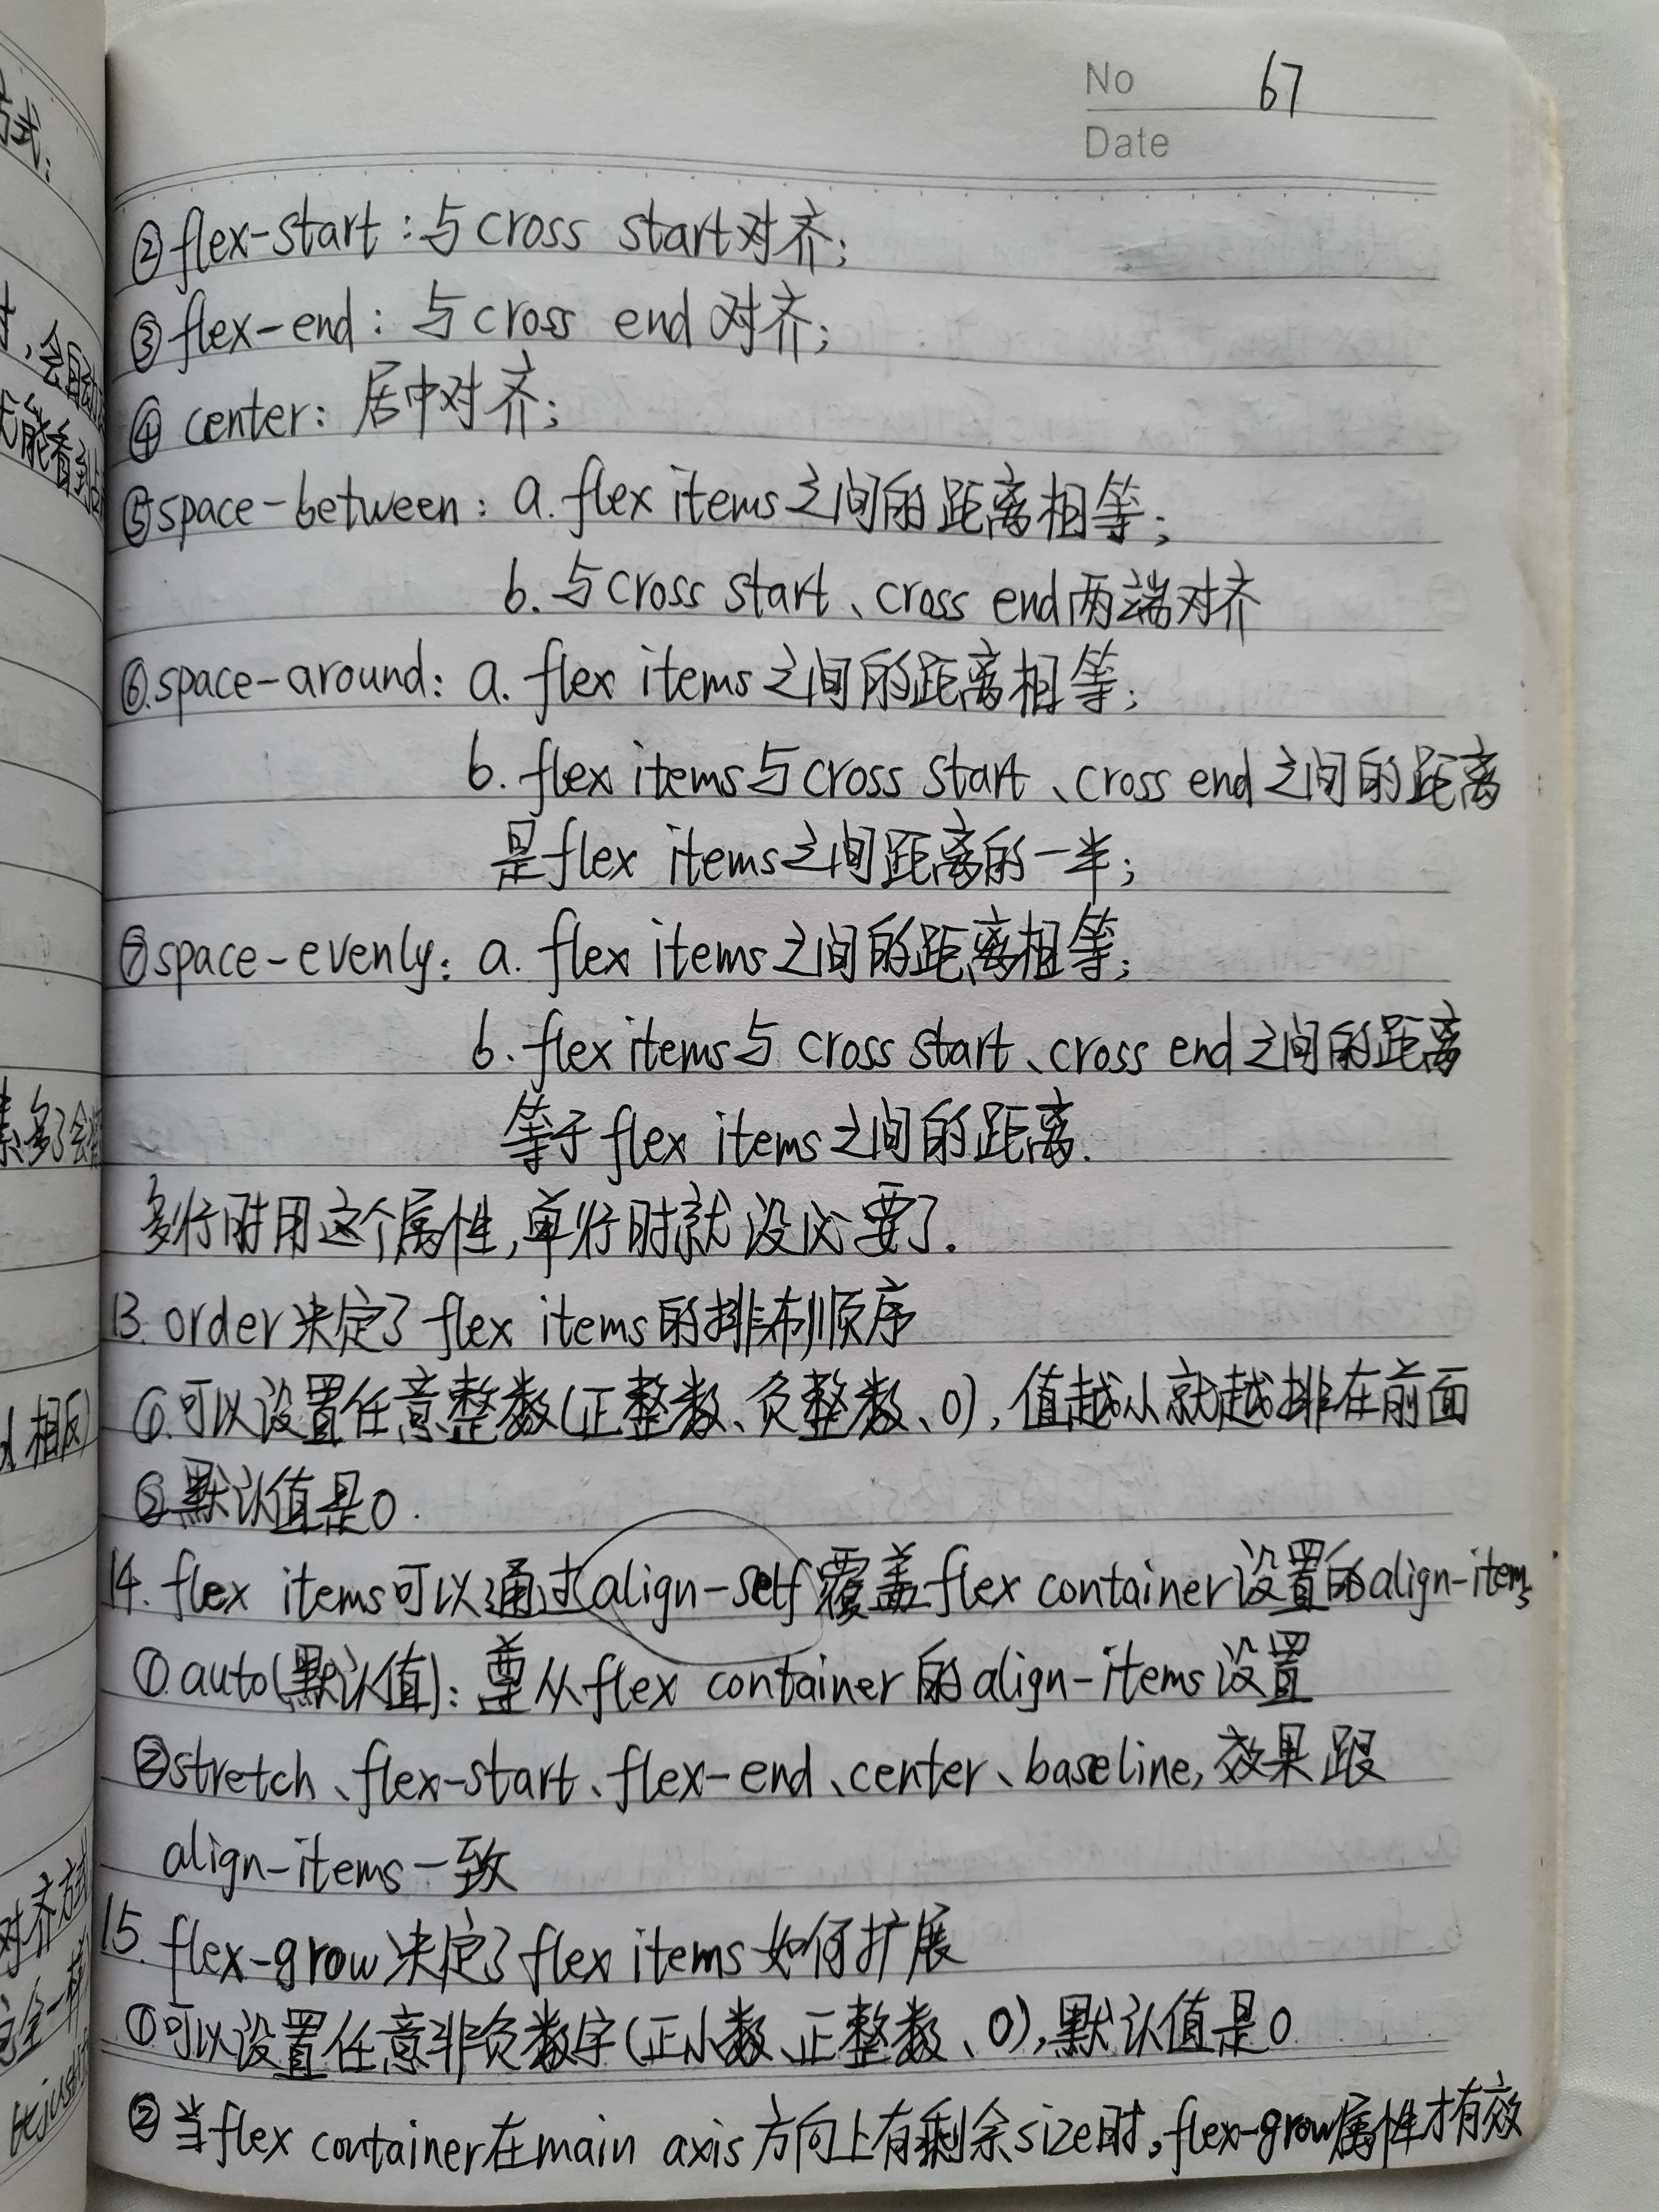 No 67
Date
②flex-start：与cross start对齐；
③flex-end：与cross end对齐；
④center：居中对齐；
⑤space-between：a.flex items之间的距离相等；
b.与cross start、cross end两端对齐
⑥.space-around：a.flex items之间的距离相等；
b.flex items与cross start、cross end之间的距离
是flex items之间距离的一半；
⑦space-evenly：a.flex items之间的距离相等；
b.flex items与cross start、cross end之间的距离
等于flex items之间的距离.
多行时用这个属性,单行时就没必要了.
13.order决定了flex items的排布顺序
①.可以设置任意整数(正整数、负整数、0),值越小就越排在前面
②.默认值是0.
14.flex items可以通过align-self覆盖flex container设置的align-items
①.auto(默认值)：遵从flex container的align-items设置
②stretch、flex-start、flex-end、center、baseline,效果跟
align-items一致
15.flex-grow决定了flex items如何扩展
①可以设置任意非负数字(正小数、正整数、0),默认值是0.
②当flex container在main axis方向上有剩余size时,flex-grow属性才有效